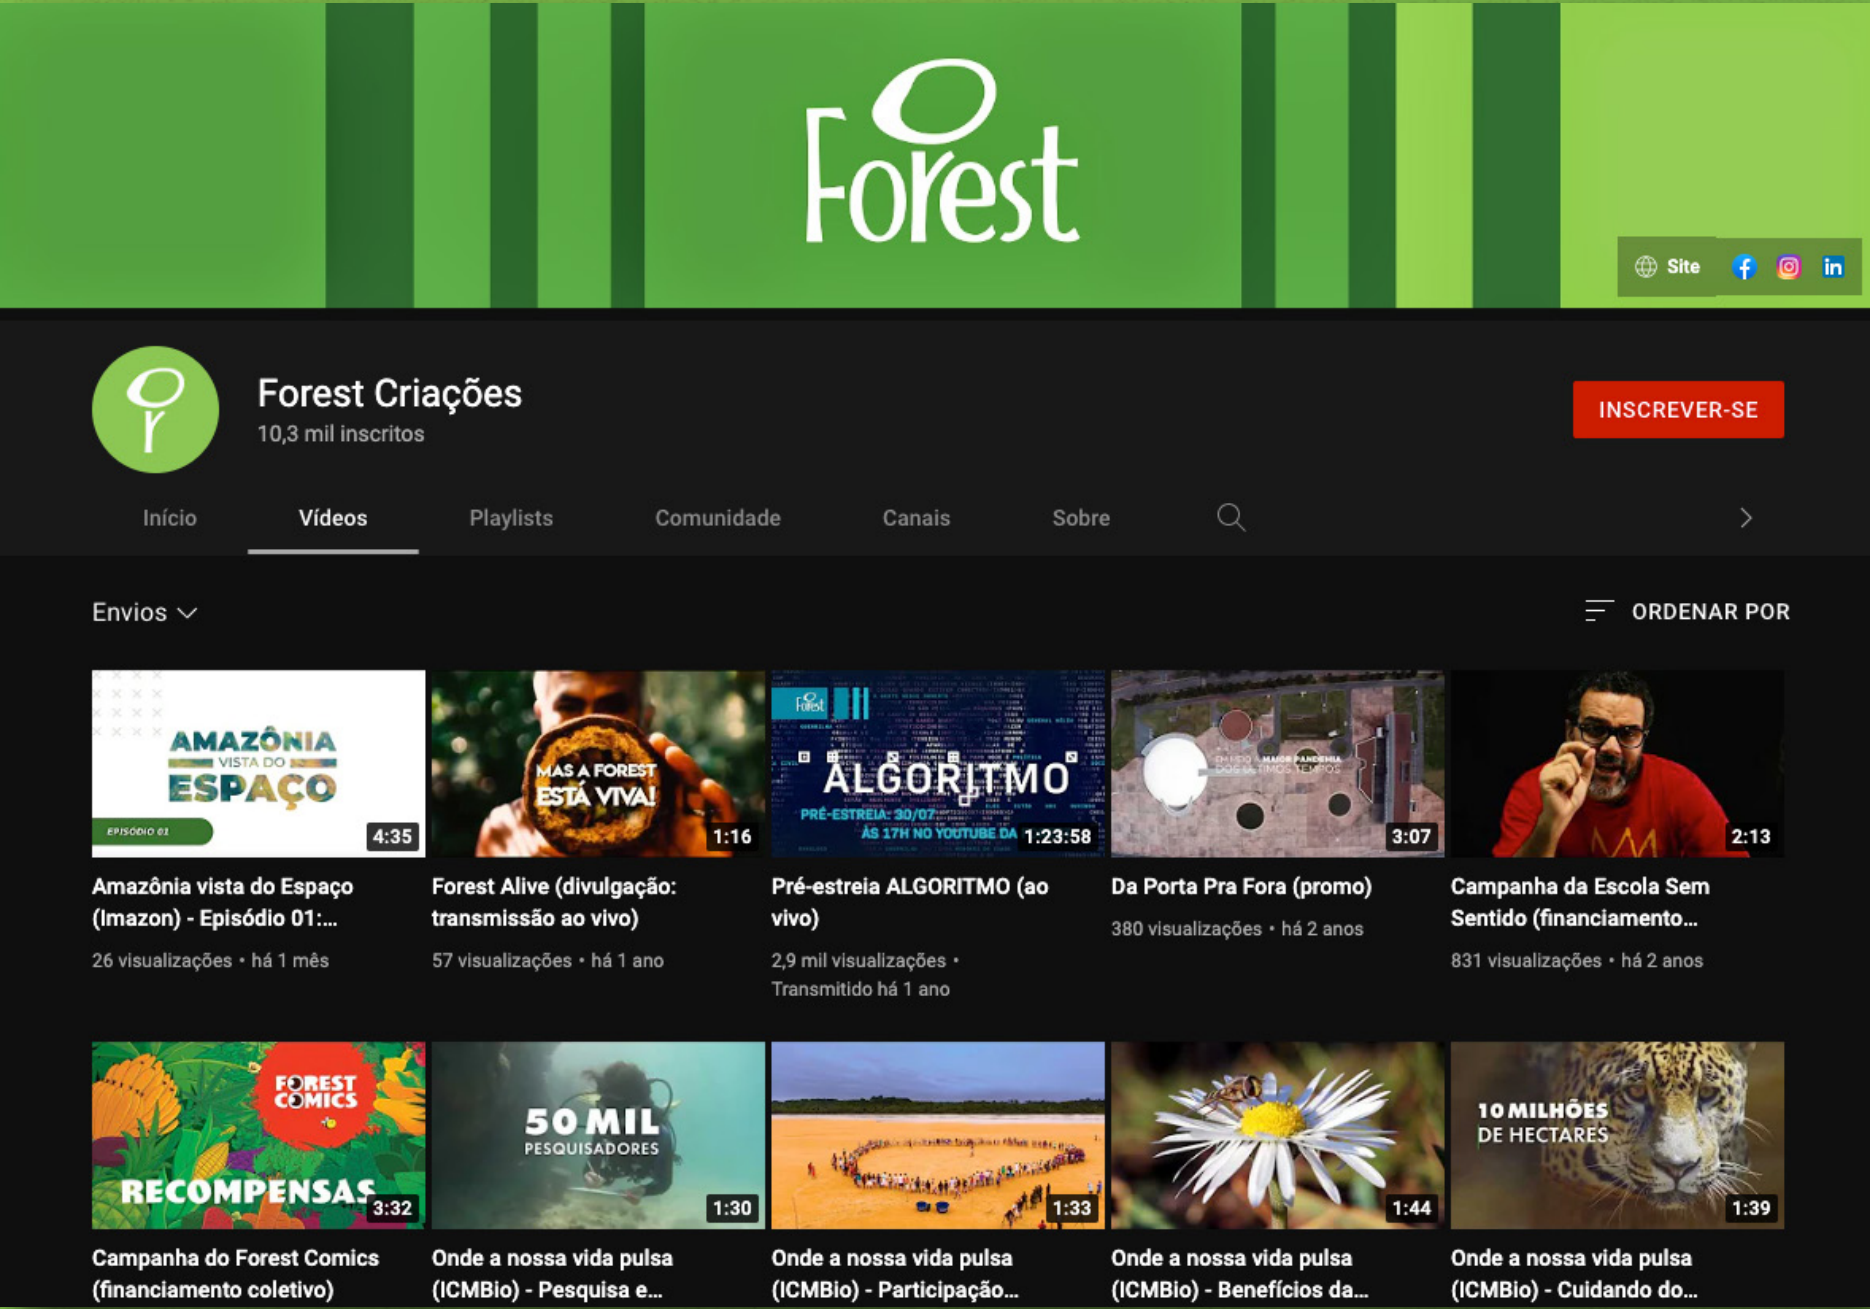 Forest
Site
Forest Criações
10,3 mil inscritos
INSCREVER-SE
Início
Vídeos
Playlists
Comunidade
Canais
Sobre
Envios
ORDENAR POR
AMAZÔNIA
VISTA DO
ESPAÇO
EPISÓDIO 01
4:35
MAS A FOREST
ESTÁ VIVA!
1:16
Forest
ALGORITMO
PRÉ-ESTREIA: 30/07
ÀS 17H NO YOUTUBE DA
1:23:58
EM MEIO A MAIOR PANDEMIA
DOS ÚLTIMOS TEMPOS
3:07
2:13
Amazônia vista do Espaço
(Imazon) - Episódio 01:...
26 visualizações • há 1 mês
Forest Alive (divulgação:
transmissão ao vivo)
57 visualizações • há 1 ano
Pré-estreia ALGORITMO (ao
vivo)
2,9 mil visualizações •
Transmitido há 1 ano
Da Porta Pra Fora (promo)
380 visualizações • há 2 anos
Campanha da Escola Sem
Sentido (financiamento...
831 visualizações • há 2 anos
FOREST
COMICS
RECOMPENSAS
3:32
50 MIL
PESQUISADORES
1:30
1:33
1:44
10 MILHÕES
DE HECTARES
1:39
Campanha do Forest Comics
(financiamento coletivo)
Onde a nossa vida pulsa
(ICMBio) - Pesquisa e...
Onde a nossa vida pulsa
(ICMBio) - Participação...
Onde a nossa vida pulsa
(ICMBio) - Benefícios da...
Onde a nossa vida pulsa
(ICMBio) - Cuidando do...